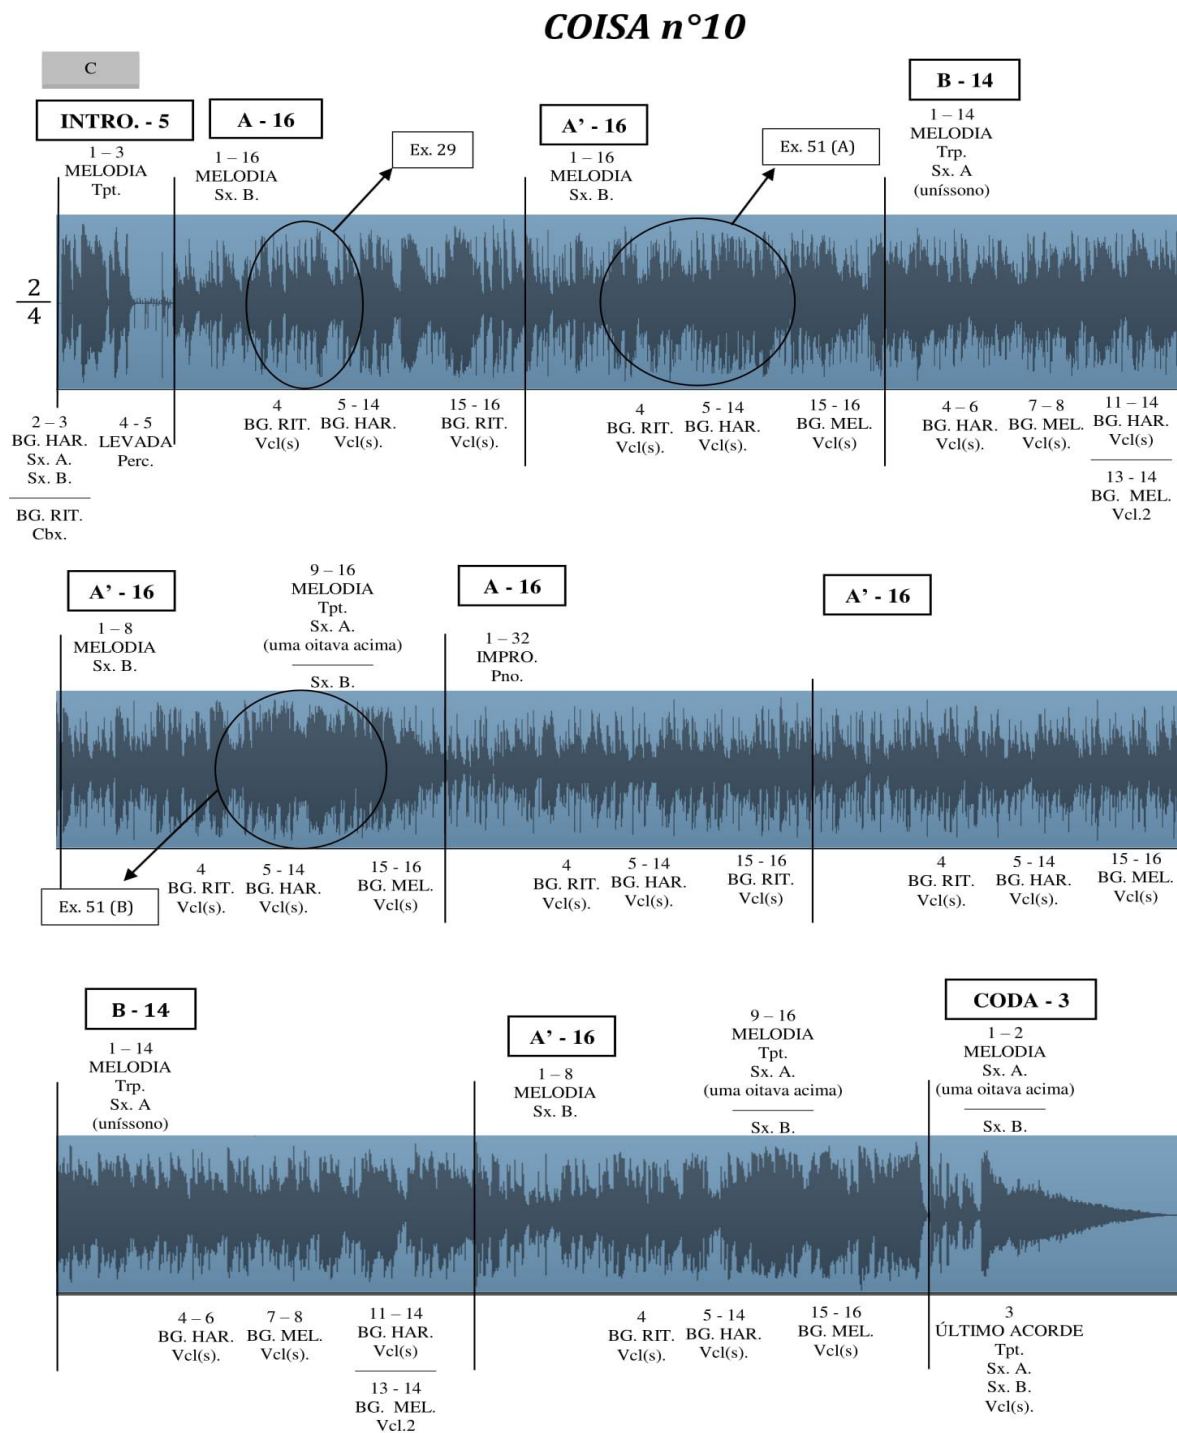 COISA n°10
C
INTRO. - 5
1 – 3
MELODIA
Tpt.
A - 16
1 – 16
MELODIA
Sx. B.
Ex. 29
A’ - 16
1 – 16
MELODIA
Sx. B.
Ex. 51 (A)
B - 14
1 – 14
MELODIA
Trp.
Sx. A
(uníssono)
2
4
2 – 3
BG. HAR.
Sx. A.
Sx. B.
BG. RIT.
Cbx.
4 - 5
LEVADA
Perc.
4
BG. RIT.
Vcl(s)
5 - 14
BG. HAR.
Vcl(s).
15 - 16
BG. RIT.
Vcl(s).
4
BG. RIT.
Vcl(s).
5 - 14
BG. HAR.
Vcl(s).
15 - 16
BG. MEL.
Vcl(s)
4 – 6
BG. HAR.
Vcl(s).
7 – 8
BG. MEL.
Vcl(s).
11 – 14
BG. HAR.
Vcl(s)
13 - 14
BG. MEL.
Vcl.2
A’ - 16
1 – 8
MELODIA
Sx. B.
9 – 16
MELODIA
Tpt.
Sx. A.
(uma oitava acima)
Sx. B.
A - 16
1 – 32
IMPRO.
Pno.
A’ - 16
Ex. 51 (B)
4
BG. RIT.
Vcl(s).
5 - 14
BG. HAR.
Vcl(s).
15 - 16
BG. MEL.
Vcl(s)
4
BG. RIT.
Vcl(s).
5 - 14
BG. HAR.
Vcl(s).
15 - 16
BG. RIT.
Vcl(s).
4
BG. RIT.
Vcl(s).
5 - 14
BG. HAR.
Vcl(s).
15 - 16
BG. MEL.
Vcl(s)
B - 14
1 – 14
MELODIA
Trp.
Sx. A
(uníssono)
A’ - 16
1 – 8
MELODIA
Sx. B.
9 – 16
MELODIA
Tpt.
Sx. A.
(uma oitava acima)
Sx. B.
CODA - 3
1 – 2
MELODIA
Sx. A.
(uma oitava acima)
Sx. B.
4 – 6
BG. HAR.
Vcl(s).
7 – 8
BG. MEL.
Vcl(s).
11 – 14
BG. HAR.
Vcl(s)
13 - 14
BG. MEL.
Vcl.2
4
BG. RIT.
Vcl(s).
5 - 14
BG. HAR.
Vcl(s).
15 - 16
BG. MEL.
Vcl(s)
3
ÚLTIMO ACORDE
Tpt.
Sx. A.
Sx. B.
Vcl(s).